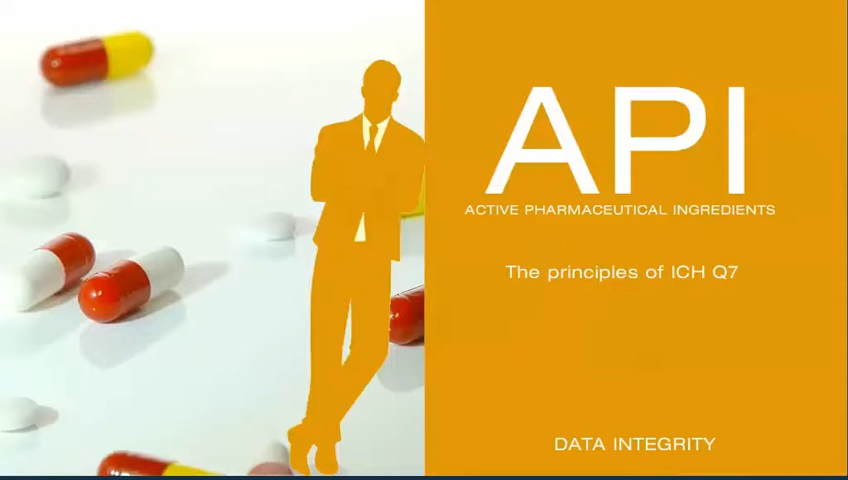 API
ACTIVE PHARMACEUTICAL INGREDIENTS
The principles of ICH Q7
DATA INTEGRITY